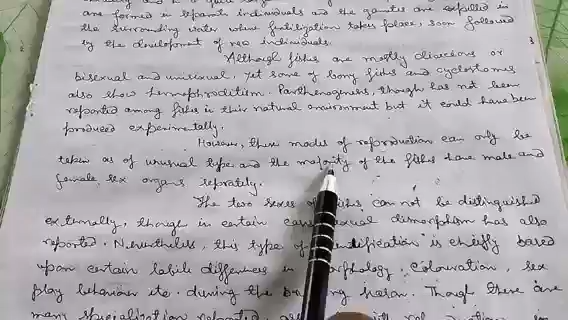 are formed in separate individuals and the gametes are expelled in
the surrounding water where fertilization takes place, soon followed
by the development of new individuals.
Although fishes are mostly dioecious or
bisexual and unisexual, yet some of bony fishes and cyclostomes
also show hermaphroditism. Parthenogenesis, though has not been
reported among fishes in their natural environment but it could have been
produced experimentally.
However, these modes of reproduction can only be
taken as of unusual type and the majority of the fishes have male and
female sex organs seprately.
The two sexes of fishes can not be distinguished
externally, though in certain cases sexual dismorphism has also
reported. Nevertheless, this type of is chiefly based
upon certain labile differences in Colouration, sex
play behaviour etc. during the season. Though there are
many specialization reported